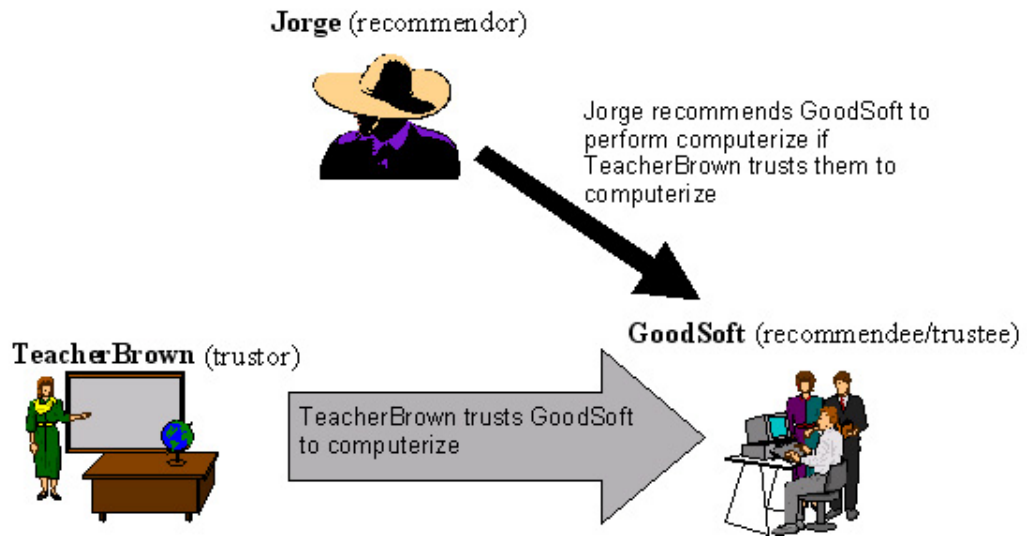 Jorge (recommendor)
Jorge recommends GoodSoft to
perform computerize if
TeacherBrown trusts them to
computerize
GoodSoft (recommendee/trustee)
TeacherBrown (trustor)
TeacherBrown trusts GoodSoft
to computerize